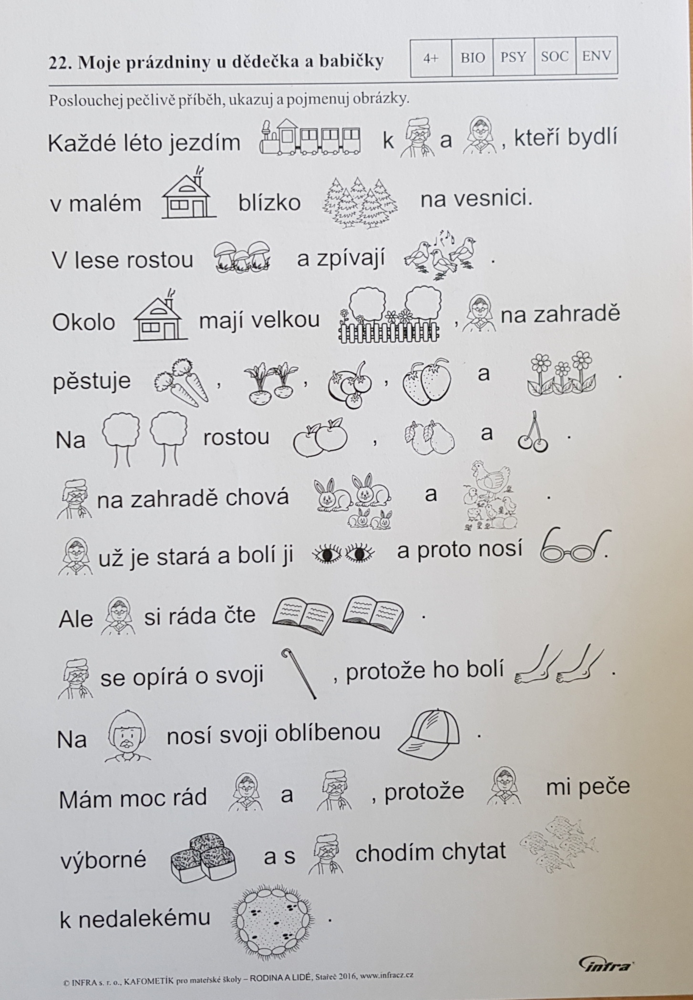 22. Moje prázdniny u dědečka a babičky
4+ BIO PSY SOC ENV
Poslouchej pečlivě příběh, ukazuj a pojmenuj obrázky.
Každé léto jezdím k a , kteří bydlí
v malém blízko na vesnici.
V lese rostou a zpívají .
Okolo mají velkou , na zahradě
pěstuje , , , a .
Na rostou , a .
na zahradě chová a .
už je stará a bolí ji a proto nosí .
Ale si ráda čte .
se opírá o svoji , protože ho bolí .
Na nosí svoji oblíbenou .
Mám moc rád a , protože mi peče
výborné a s chodím chytat
k nedalekému .
infra
© INFRA s. r. o., KAFOMETÍK pro mateřské školy – RODINA A LIDÉ, Stařeč 2016, www.infracz.cz